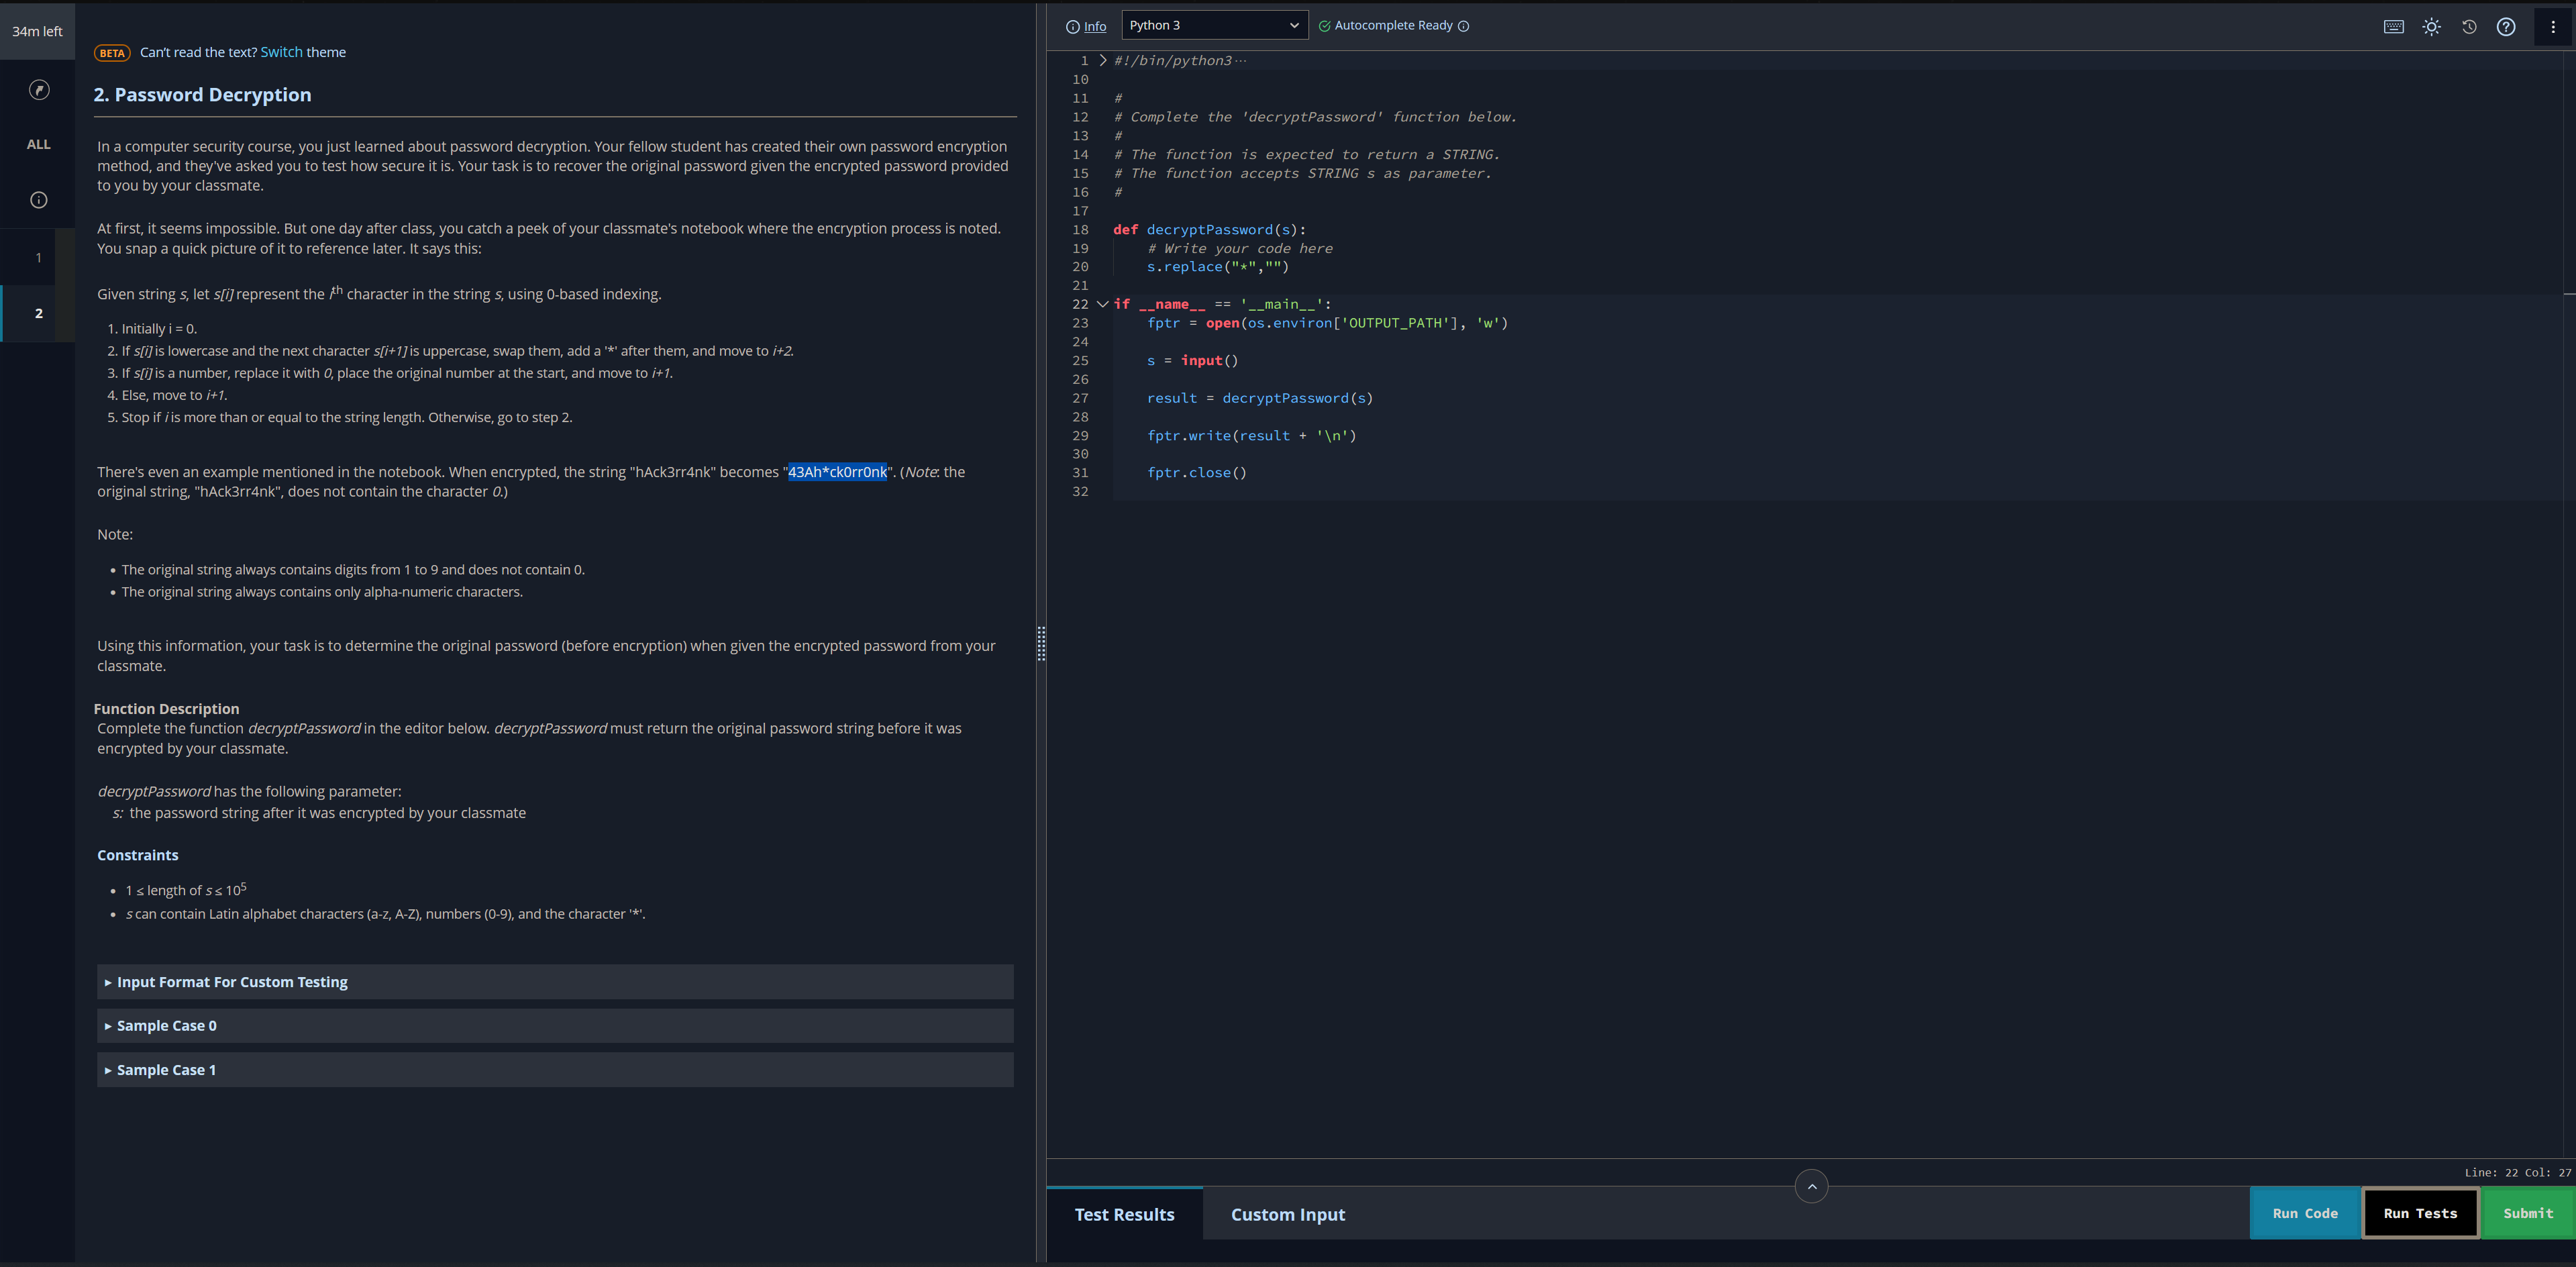 34m left
ALL
1
2
BETA Can't read the text? Switch theme
2. Password Decryption
In a computer security course, you just learned about password decryption. Your fellow student has created their own password encryption
method, and they've asked you to test how secure it is. Your task is to recover the original password given the encrypted password provided
to you by your classmate.
At first, it seems impossible. But one day after class, you catch a peek of your classmate's notebook where the encryption process is noted.
You snap a quick picture of it to reference later. It says this:
Given string s, let s[i] represent the ith character in the string s, using 0-based indexing.
1. Initially i = 0.
2. If s[i] is lowercase and the next character s[i+1] is uppercase, swap them, add a '*' after them, and move to i+2.
3. If s[i] is a number, replace it with 0, place the original number at the start, and move to i+1.
4. Else, move to i+1.
5. Stop if i is more than or equal to the string length. Otherwise, go to step 2.
There's even an example mentioned in the notebook. When encrypted, the string "hAck3rr4nk" becomes "43Ah*ck0rr0nk". (Note: the
original string, "hAck3rr4nk", does not contain the character 0.)
Note:
• The original string always contains digits from 1 to 9 and does not contain 0.
• The original string always contains only alpha-numeric characters.
Using this information, your task is to determine the original password (before encryption) when given the encrypted password from your
classmate.
Function Description
Complete the function decryptPassword in the editor below. decryptPassword must return the original password string before it was
encrypted by your classmate.
decryptPassword has the following parameter:
s: the password string after it was encrypted by your classmate
Constraints
• 1 ≤ length of s ≤ 10^5
• s can contain Latin alphabet characters (a-z, A-Z), numbers (0-9), and the character '*'.
▸ Input Format For Custom Testing
▸ Sample Case 0
▸ Sample Case 1
Info Python 3 Autocomplete Ready
1 #!/bin/python3···
10
11 #
12 # Complete the 'decryptPassword' function below.
13 #
14 # The function is expected to return a STRING.
15 # The function accepts STRING s as parameter.
16 #
17
18 def decryptPassword(s):
19     # Write your code here
20     s.replace("*","")
21
22 if __name__ == '__main__':
23     fptr = open(os.environ['OUTPUT_PATH'], 'w')
24
25     s = input()
26
27     result = decryptPassword(s)
28
29     fptr.write(result + '\n')
30
31     fptr.close()
32
Line: 22 Col: 27
Test Results Custom Input Run Code Run Tests Submit